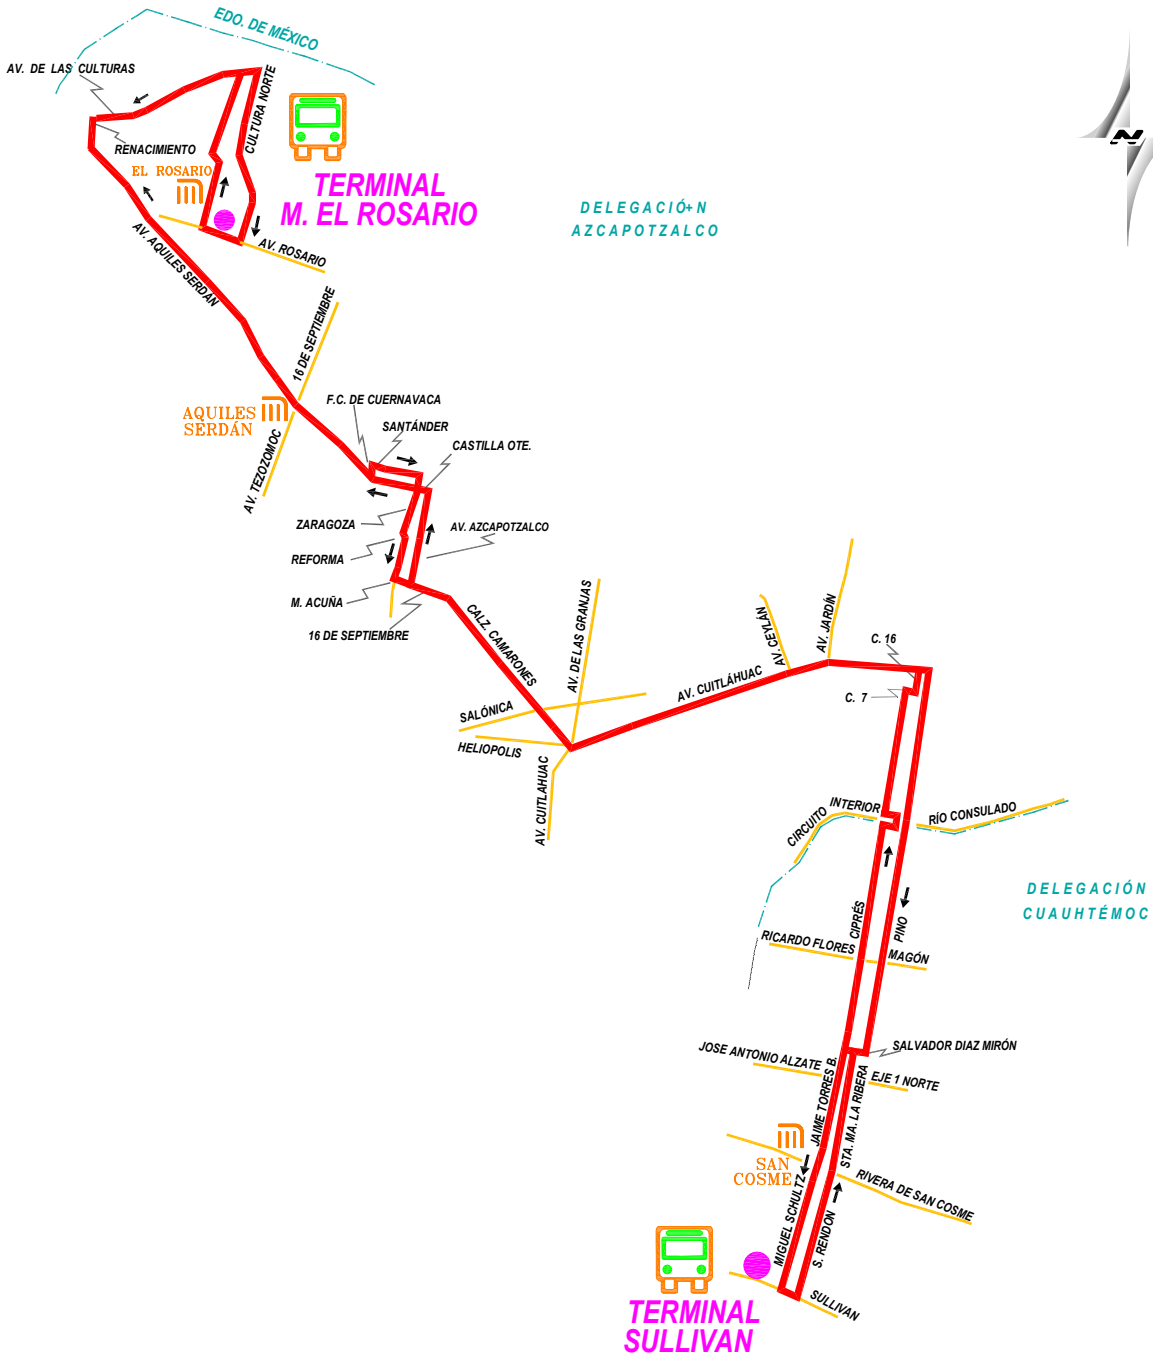 EDO. DE MÉXICO
AV. DE LAS CULTURAS
CULTURA NORTE
RENACIMIENTO
EL ROSARIO
TERMINAL
M. EL ROSARIO
N
DELEGACIÓ+N
AZCAPOTZALCO
AV. ROSARIO
AV. AQUILES SERDÁN
16 DE SEPTIEMBRE
F.C. DE CUERNAVACA
AQUILES
SERDÁN
SANTÁNDER
CASTILLA OTE.
AV. TEZOZOMOC
ZARAGOZA
AV. AZCAPOTZALCO
REFORMA
M. ACUÑA
16 DE SEPTIEMBRE
CALZ. CAMARONES
AV. DE LAS GRANJAS
AV. CEYLÁN
AV. JARDÍN
C. 16
AV. CUITLÁHUAC
C. 7
SALÓNICA
HELIOPOLIS
AV. CUITLAHUAC
CIRCUITO
INTERIOR
RÍO CONSULADO
DELEGACIÓN
CUAUHTÉMOC
CIPRÉS
PINO
RICARDO FLORES
MAGÓN
SALVADOR DIAZ MIRÓN
JOSE ANTONIO ALZATE
EJE 1 NORTE
JAIME TORRES B.
STA. MA. LA RIBERA
SAN
COSME
RIVERA DE SAN COSME
MIGUEL SCHULTZ
S. RENDON
SULLIVAN
TERMINAL
SULLIVAN